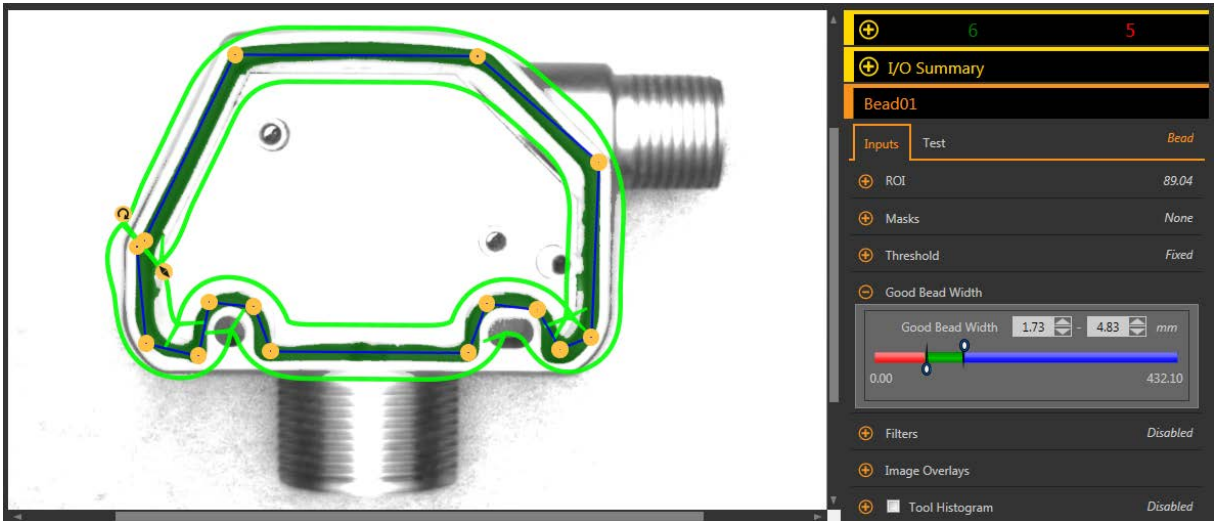 6 5
I/O Summary
Bead01
Inputs Test Bead
ROI 89.04
Masks None
Threshold Fixed
Good Bead Width
Good Bead Width 1.73 - 4.83 mm
0.00 432.10
Filters Disabled
Image Overlays
Tool Histogram Disabled